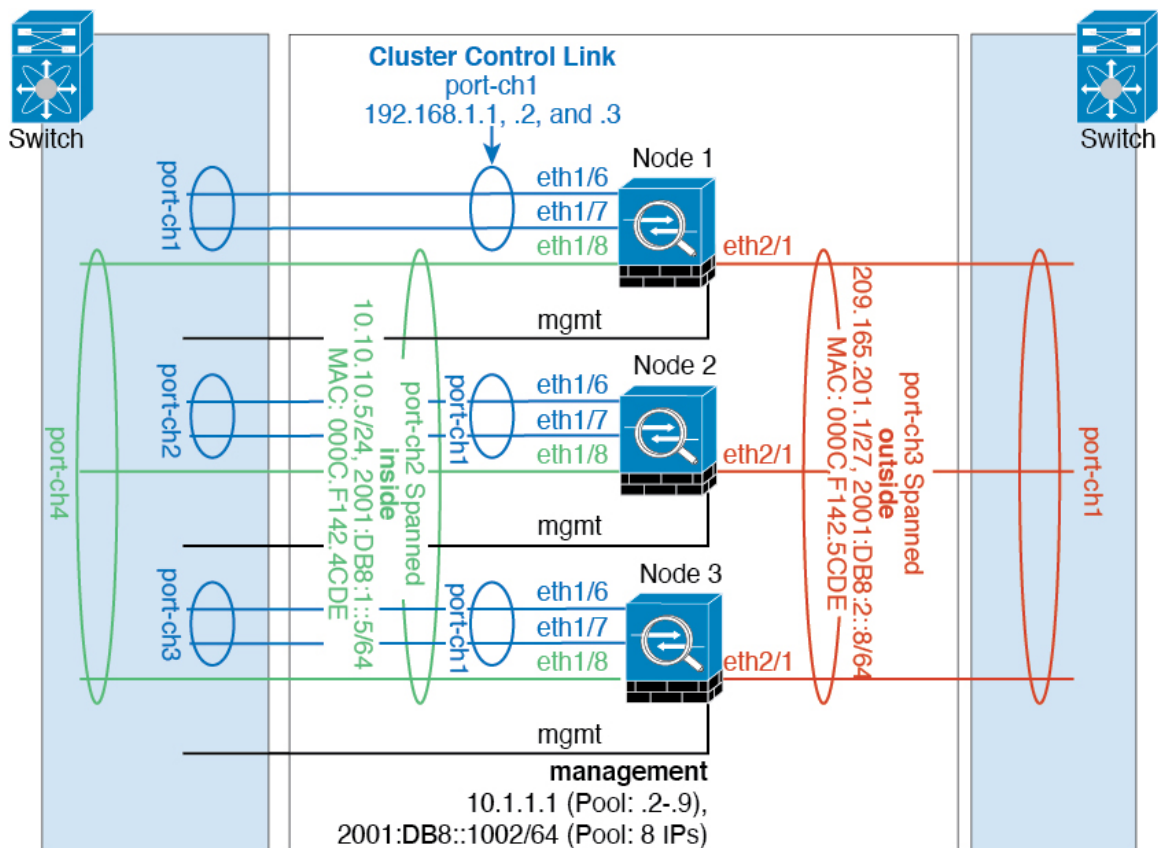 Switch
Switch
Cluster Control Link
port-ch1
192.168.1.1, .2, and .3
Node 1
port-ch1
eth1/6
eth1/7
eth1/8
eth2/1
mgmt
Node 2
port-ch2
port-ch1
eth1/6
eth1/7
eth1/8
eth2/1
mgmt
Node 3
port-ch3
port-ch1
eth1/6
eth1/7
eth1/8
eth2/1
mgmt
port-ch4
port-ch2 Spanned
inside
10.10.10.5/24, 2001:DB8:1::5/64
MAC: 000C.F142.4CDE
port-ch3 Spanned
outside
209.165.201.1/27, 2001:DB8:2::8/64
MAC: 000C.F142.5CDE
port-ch1
management
10.1.1.1 (Pool: .2-.9),
2001:DB8::1002/64 (Pool: 8 IPs)